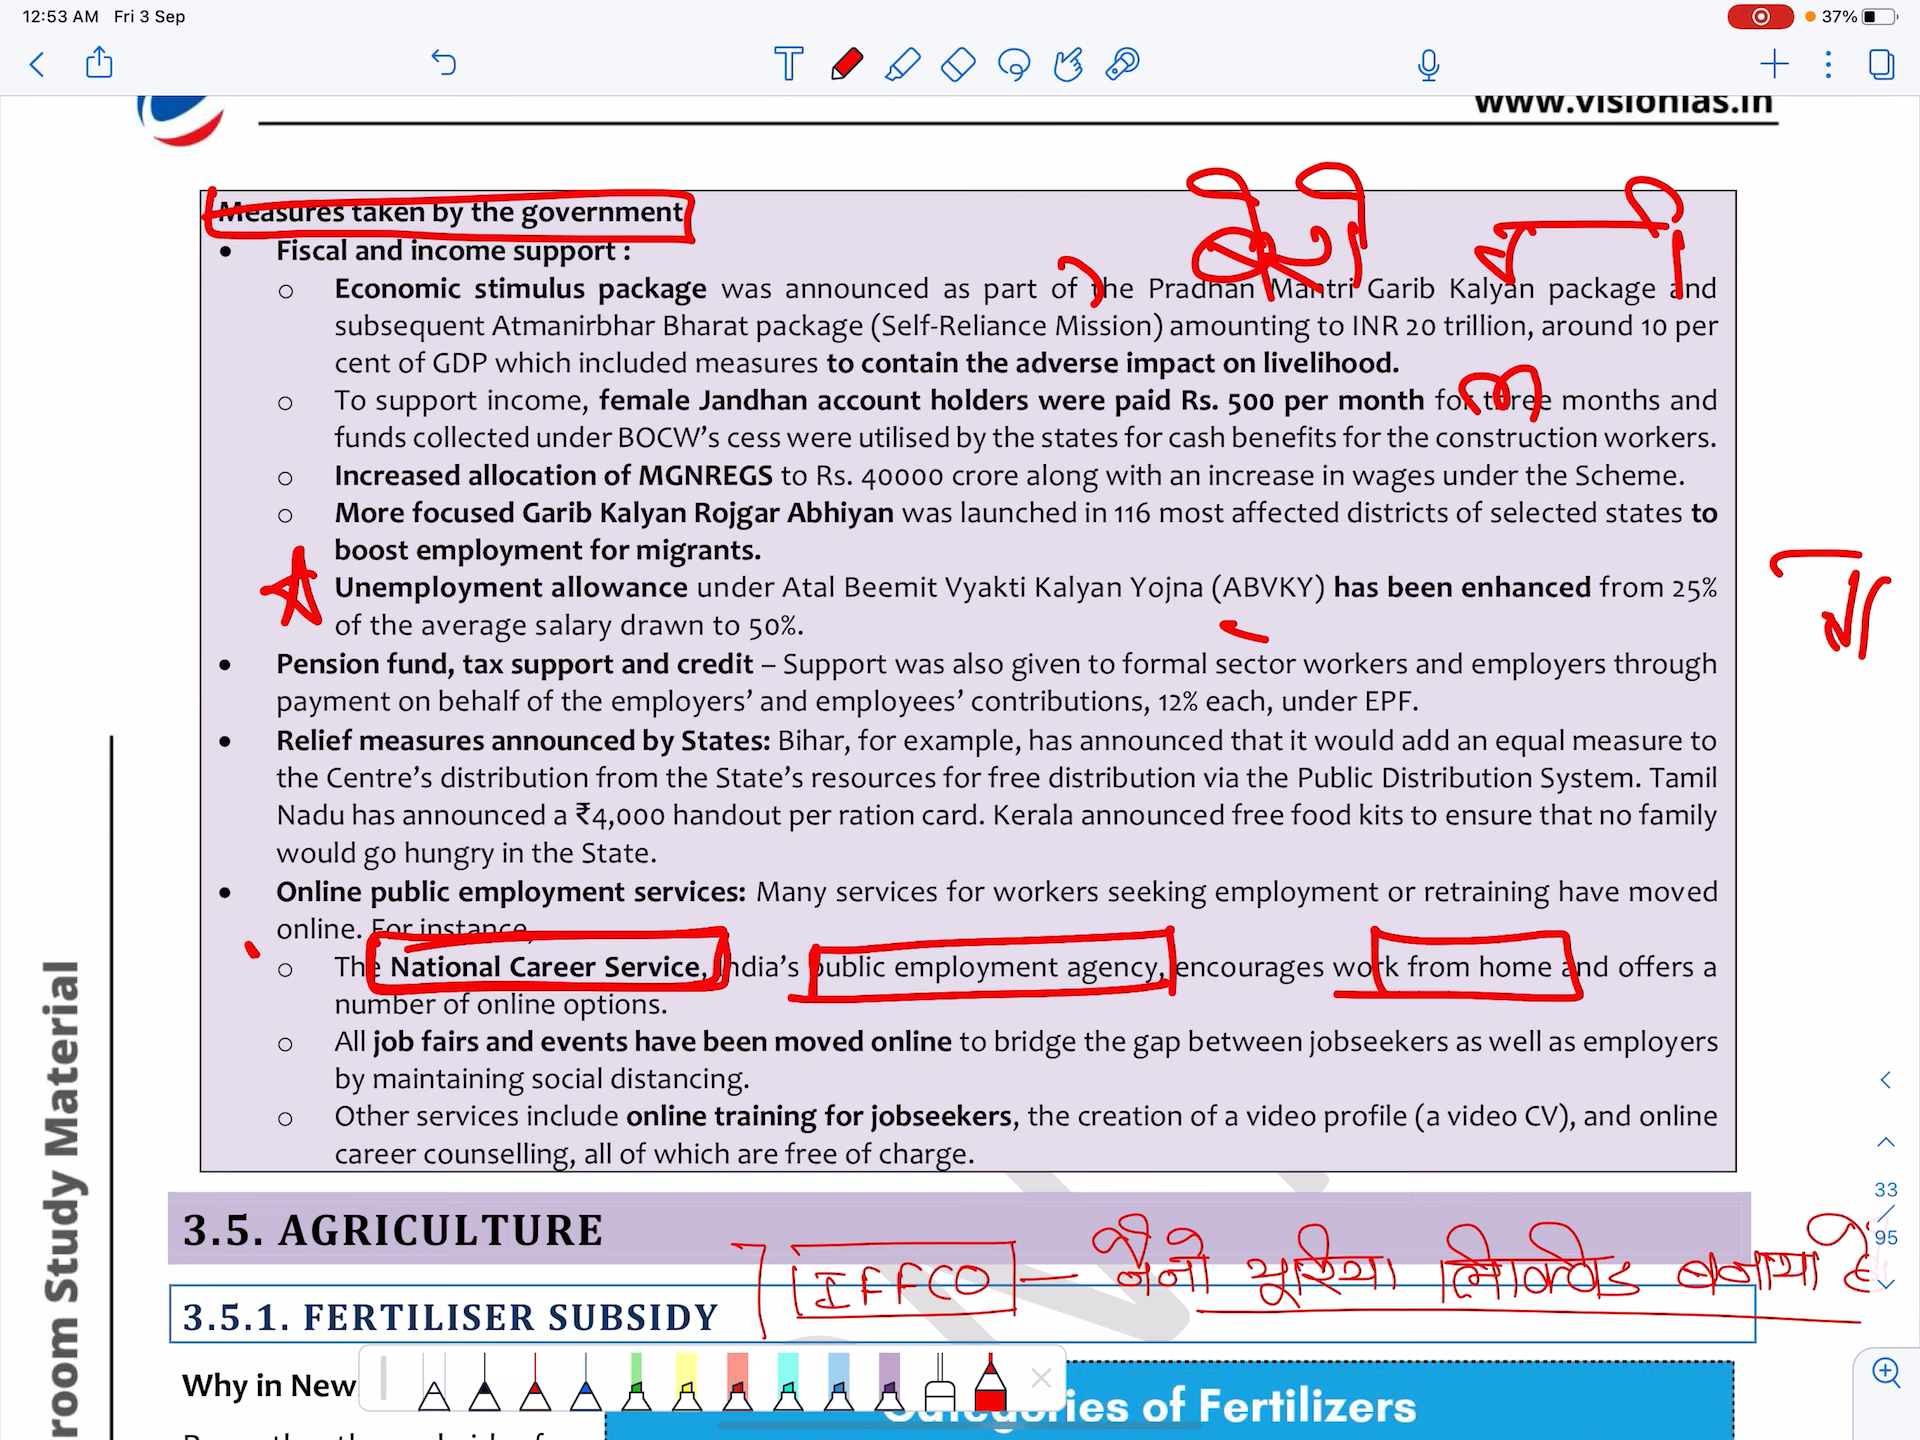 12:53 AM Fri 3 Sep
37%
www.visionias.in
Measures taken by the government
• Fiscal and income support :
o Economic stimulus package was announced as part of the Pradhan Mantri Garib Kalyan package and
subsequent Atmanirbhar Bharat package (Self-Reliance Mission) amounting to INR 20 trillion, around 10 per
cent of GDP which included measures to contain the adverse impact on livelihood.
o To support income, female Jandhan account holders were paid Rs. 500 per month for three months and
funds collected under BOCW's cess were utilised by the states for cash benefits for the construction workers.
o Increased allocation of MGNREGS to Rs. 40000 crore along with an increase in wages under the Scheme.
o More focused Garib Kalyan Rojgar Abhiyan was launched in 116 most affected districts of selected states to
boost employment for migrants.
Unemployment allowance under Atal Beemit Vyakti Kalyan Yojna (ABVKY) has been enhanced from 25%
of the average salary drawn to 50%.
• Pension fund, tax support and credit – Support was also given to formal sector workers and employers through
payment on behalf of the employers' and employees' contributions, 12% each, under EPF.
• Relief measures announced by States: Bihar, for example, has announced that it would add an equal measure to
the Centre's distribution from the State's resources for free distribution via the Public Distribution System. Tamil
Nadu has announced a ₹4,000 handout per ration card. Kerala announced free food kits to ensure that no family
would go hungry in the State.
• Online public employment services: Many services for workers seeking employment or retraining have moved
online. For instance,
o The National Career Service, India's public employment agency, encourages work from home and offers a
number of online options.
o All job fairs and events have been moved online to bridge the gap between jobseekers as well as employers
by maintaining social distancing.
o Other services include online training for jobseekers, the creation of a video profile (a video CV), and online
career counselling, all of which are free of charge.
room Study Material
33
/
95
3.5. AGRICULTURE
IFFCO — नैनो यूरिया लिक्वेड बनाया है
3.5.1. FERTILISER SUBSIDY
Why in New
Categories of Fertilizers